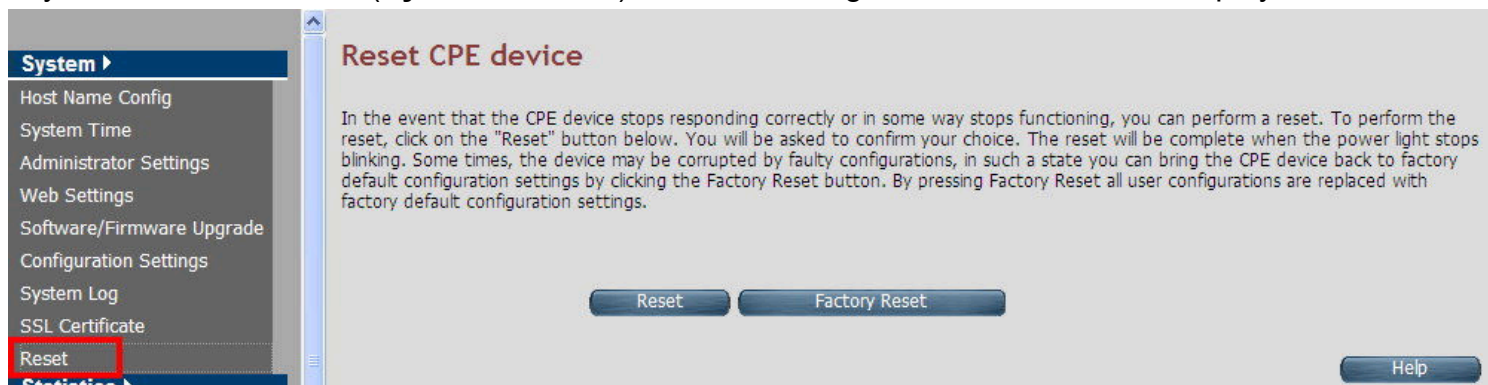 System
Host Name Config
System Time
Administrator Settings
Web Settings
Software/Firmware Upgrade
Configuration Settings
System Log
SSL Certificate
Reset
Statistics
Reset CPE device
In the event that the CPE device stops responding correctly or in some way stops functioning, you can perform a reset. To perform the
reset, click on the "Reset" button below. You will be asked to confirm your choice. The reset will be complete when the power light stops
blinking. Some times, the device may be corrupted by faulty configurations, in such a state you can bring the CPE device back to factory
default configuration settings by clicking the Factory Reset button. By pressing Factory Reset all user configurations are replaced with
factory default configuration settings.
Reset Factory Reset
Help